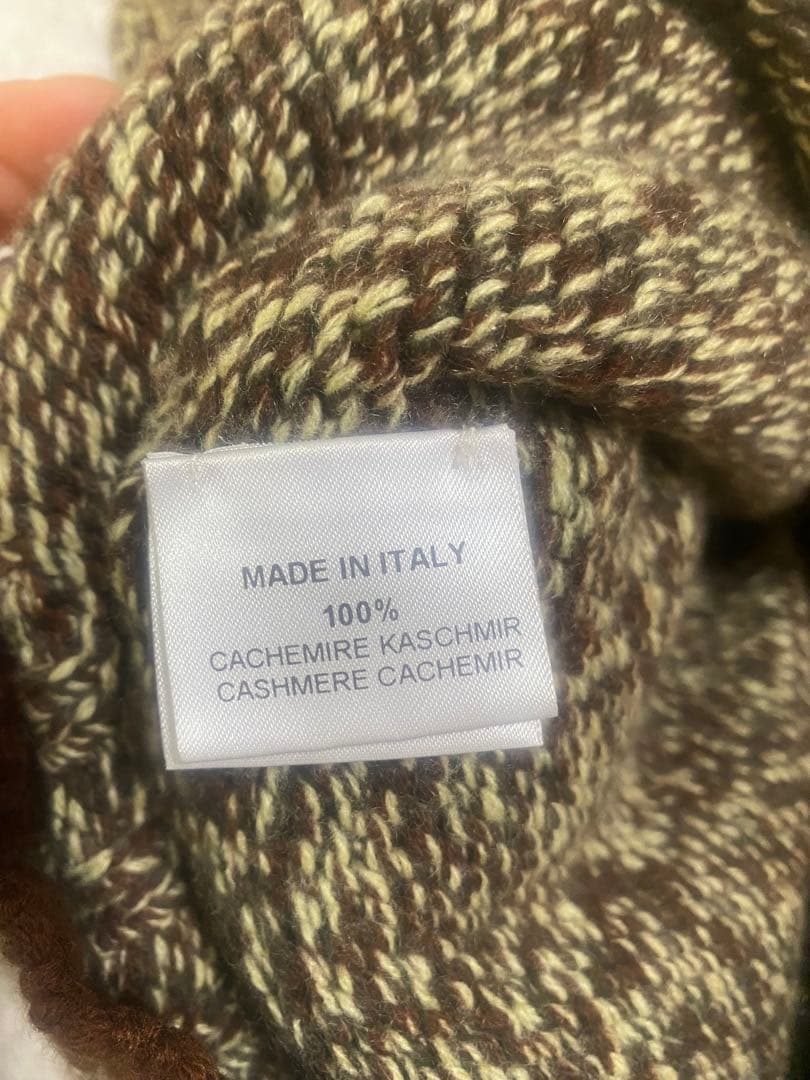 MADE IN ITALY
100%
CACHEMIRE KASCHMIR
CASHMERE CACHEMIR